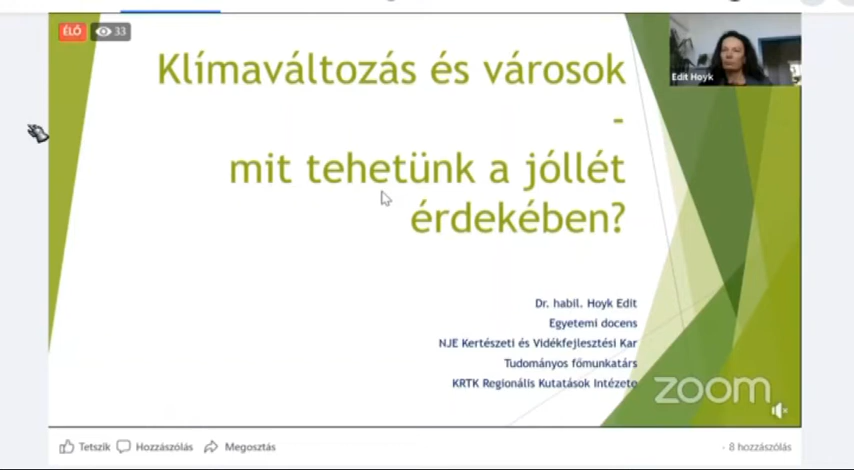 ÉLŐ 33
Klímaváltozás és városok
-
mit tehetünk a jóllét
érdekében?
Edit Hoyk
Dr. habil. Hoyk Edit
Egyetemi docens
NJE Kertészeti és Vidékfejlesztési Kar
Tudományos főmunkatárs
KRTK Regionális Kutatások Intézete
zoom
Tetszik Hozzászólás Megosztás
8 hozzászólás